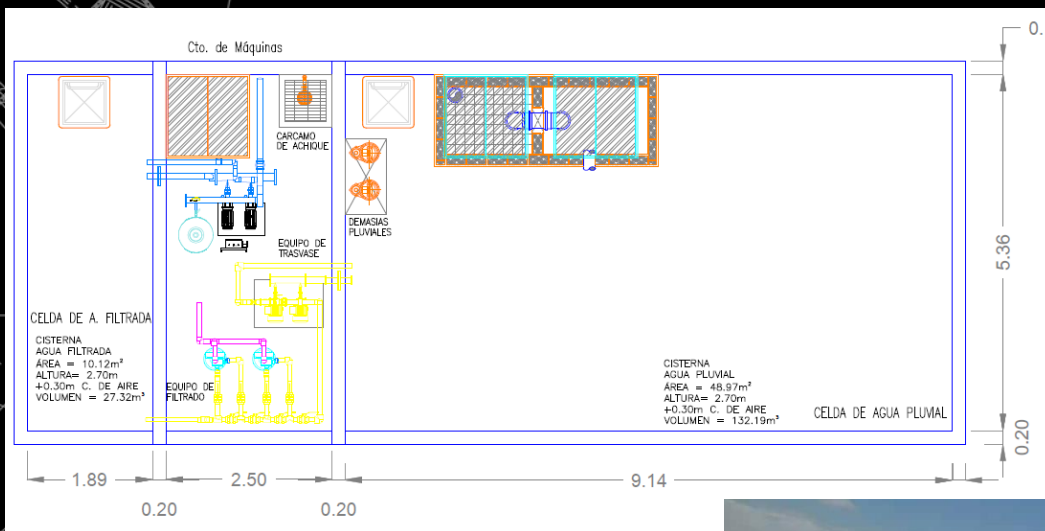 Cto. de Máquinas
0.
CARCAMO
DE ACHIQUE
DEMASIAS
PLUVIALES
EQUIPO DE
TRASVASE
5.36
CELDA DE A. FILTRADA
CISTERNA
AGUA FILTRADA
ÁREA = 10.12m²
ALTURA= 2.70m
+0.30m C. DE AIRE
VOLUMEN = 27.32m³
EQUIPO DE
FILTRADO
CISTERNA
AGUA PLUVIAL
ÁREA = 48.97m²
ALTURA= 2.70m
+0.30m C. DE AIRE
VOLUMEN = 132.19m³
CELDA DE AGUA PLUVIAL
0.20
1.89
2.50
9.14
0.20
0.20